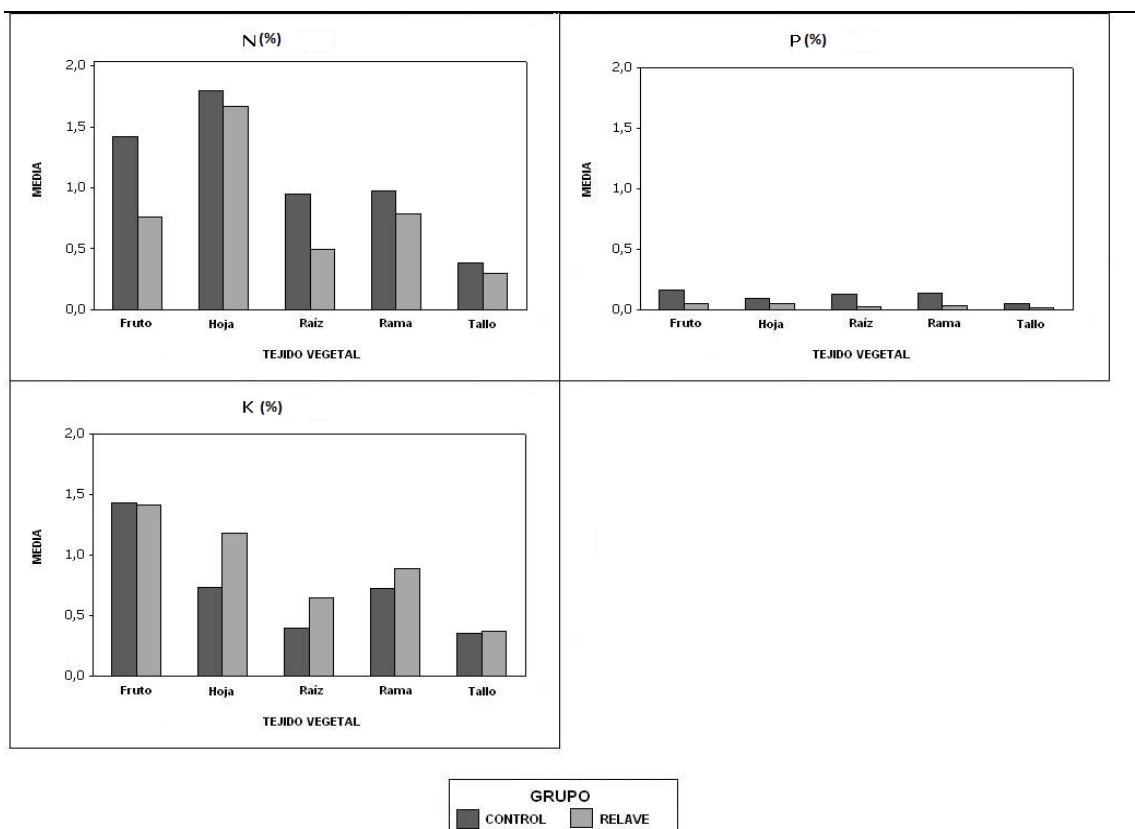 N (%)
2,0
1,5
1,0
0,5
0,0
MEDIA
Fruto Hoja Raíz Rama Tallo
TEJIDO VEGETAL
P (%)
2,0
1,5
1,0
0,5
0,0
MEDIA
Fruto Hoja Raíz Rama Tallo
TEJIDO VEGETAL
K (%)
2,0
1,5
1,0
0,5
0,0
MEDIA
Fruto Hoja Raíz Rama Tallo
TEJIDO VEGETAL
GRUPO
CONTROL RELAVE